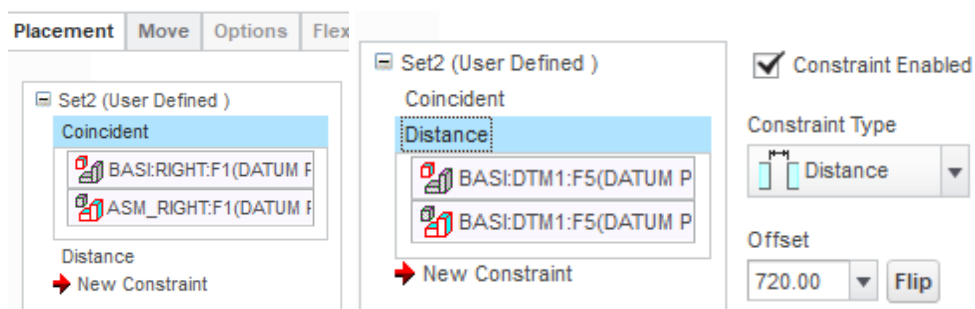 Placement Move Options Flex
Set2 (User Defined )
Coincident
BASI:RIGHT:F1(DATUM P
ASM_RIGHT:F1(DATUM P
Distance
New Constraint
Set2 (User Defined )
Coincident
Distance
BASI:DTM1:F5(DATUM P
BASI:DTM1:F5(DATUM P
New Constraint
Constraint Enabled
Constraint Type
Distance
Offset
720.00 Flip